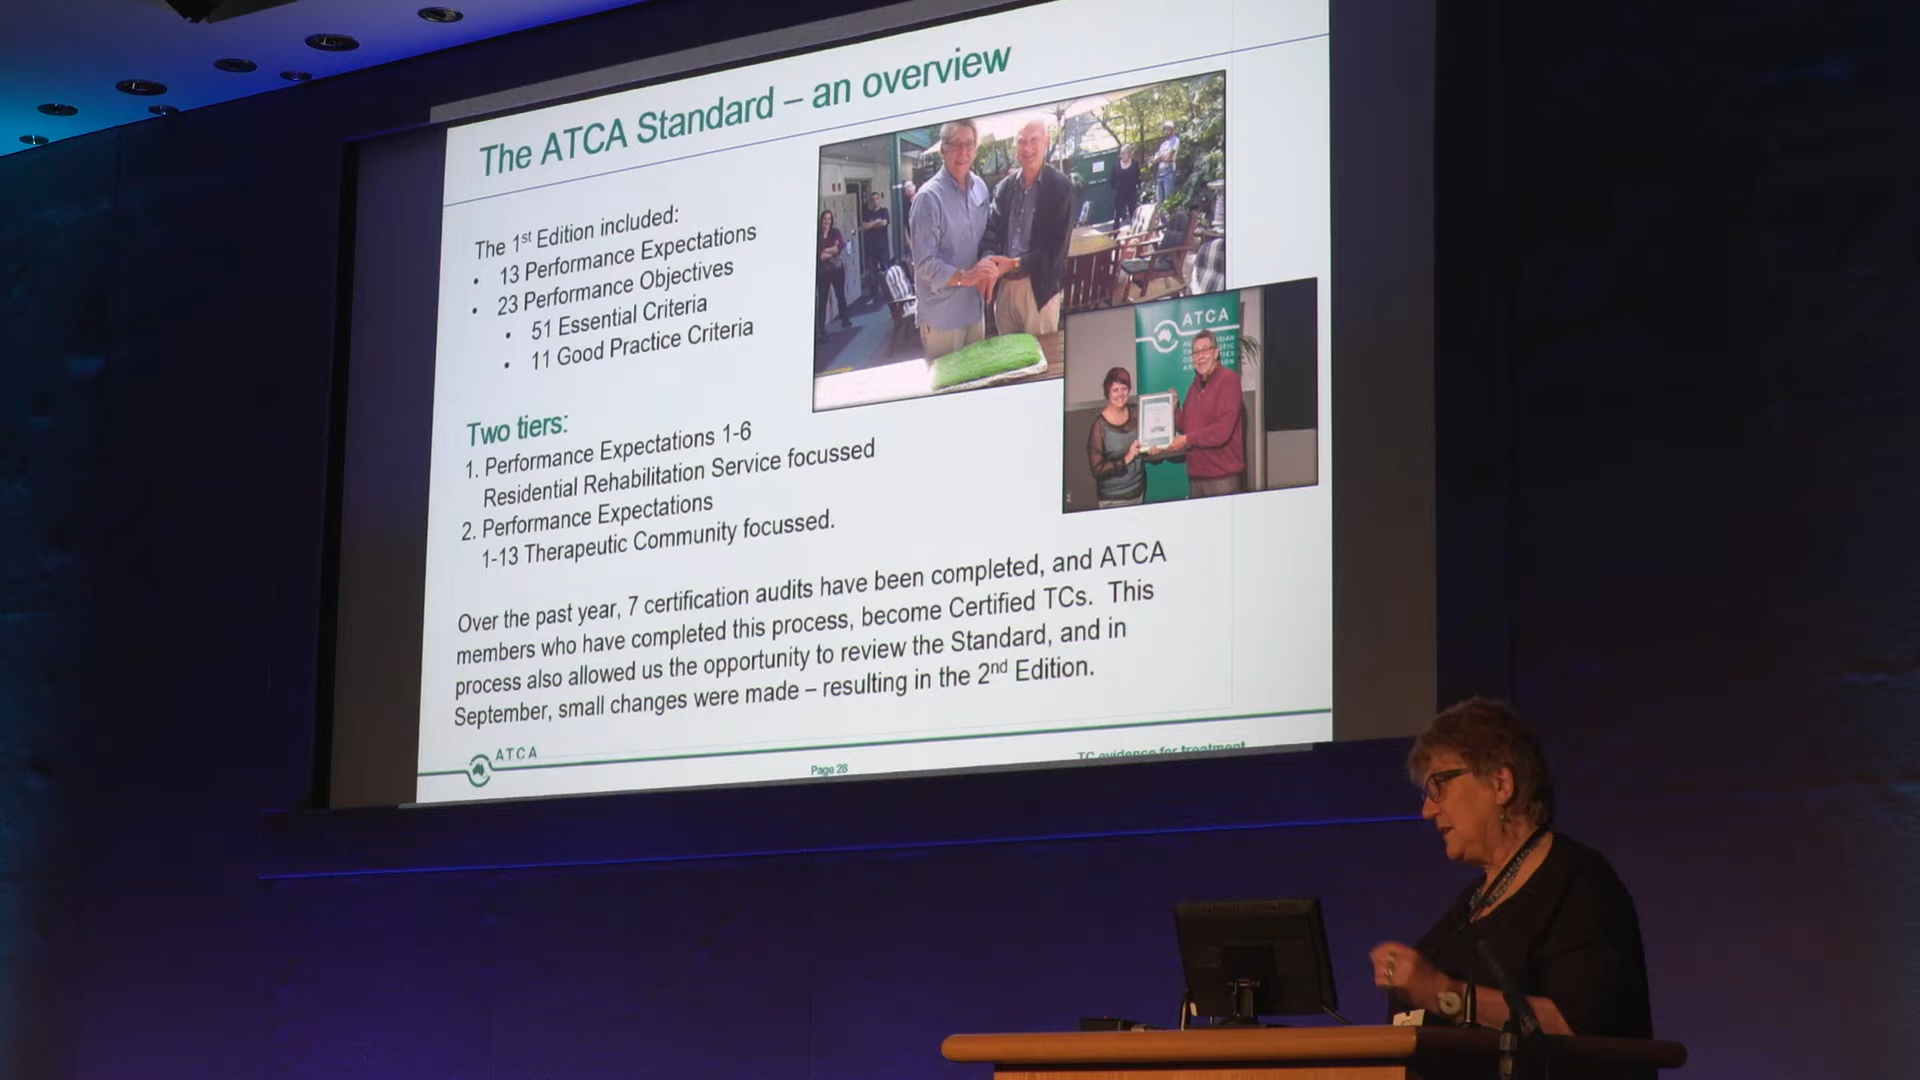 The ATCA Standard – an overview
The 1st Edition included:
• 13 Performance Expectations
• 23 Performance Objectives
• 51 Essential Criteria
• 11 Good Practice Criteria
Two tiers:
1. Performance Expectations 1-6
Residential Rehabilitation Service focussed
2. Performance Expectations
1-13 Therapeutic Community focussed.
Over the past year, 7 certification audits have been completed, and ATCA
members who have completed this process, become Certified TCs. This
process also allowed us the opportunity to review the Standard, and in
September, small changes were made – resulting in the 2nd Edition.
ATCA
ATCA
Page 28
TC evidence for treatment